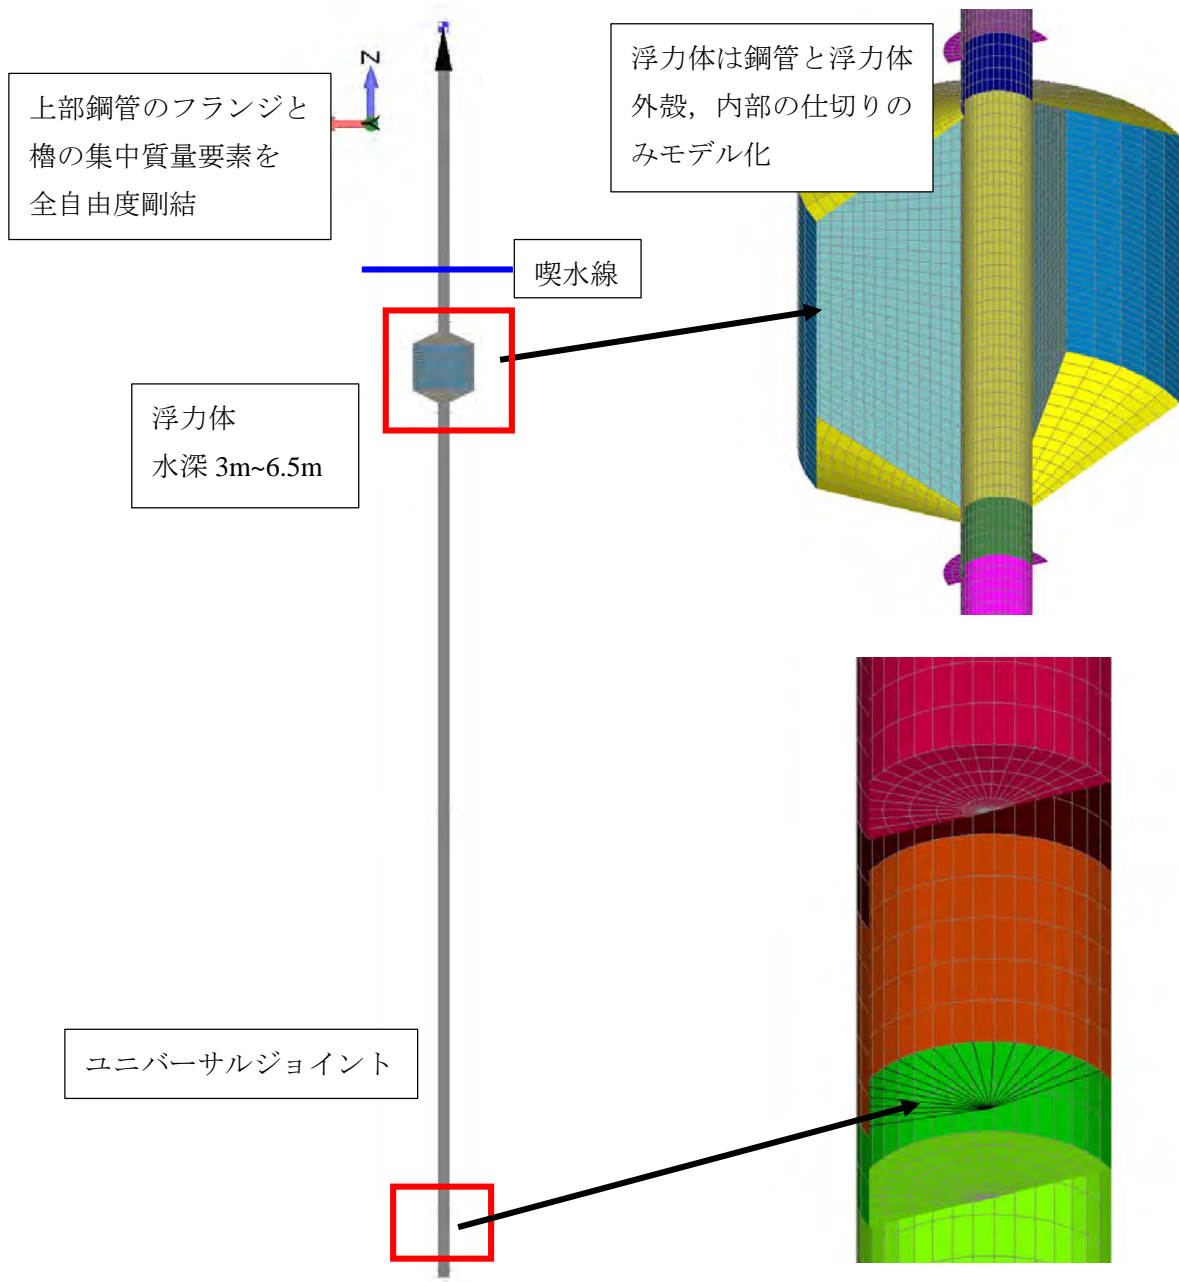 上部鋼管のフランジと
櫓の集中質量要素を
全自由度剛結
Z
Y
浮力体は鋼管と浮力体
外殻，内部の仕切りの
みモデル化
喫水線
浮力体
水深 3m~6.5m
ユニバーサルジョイント